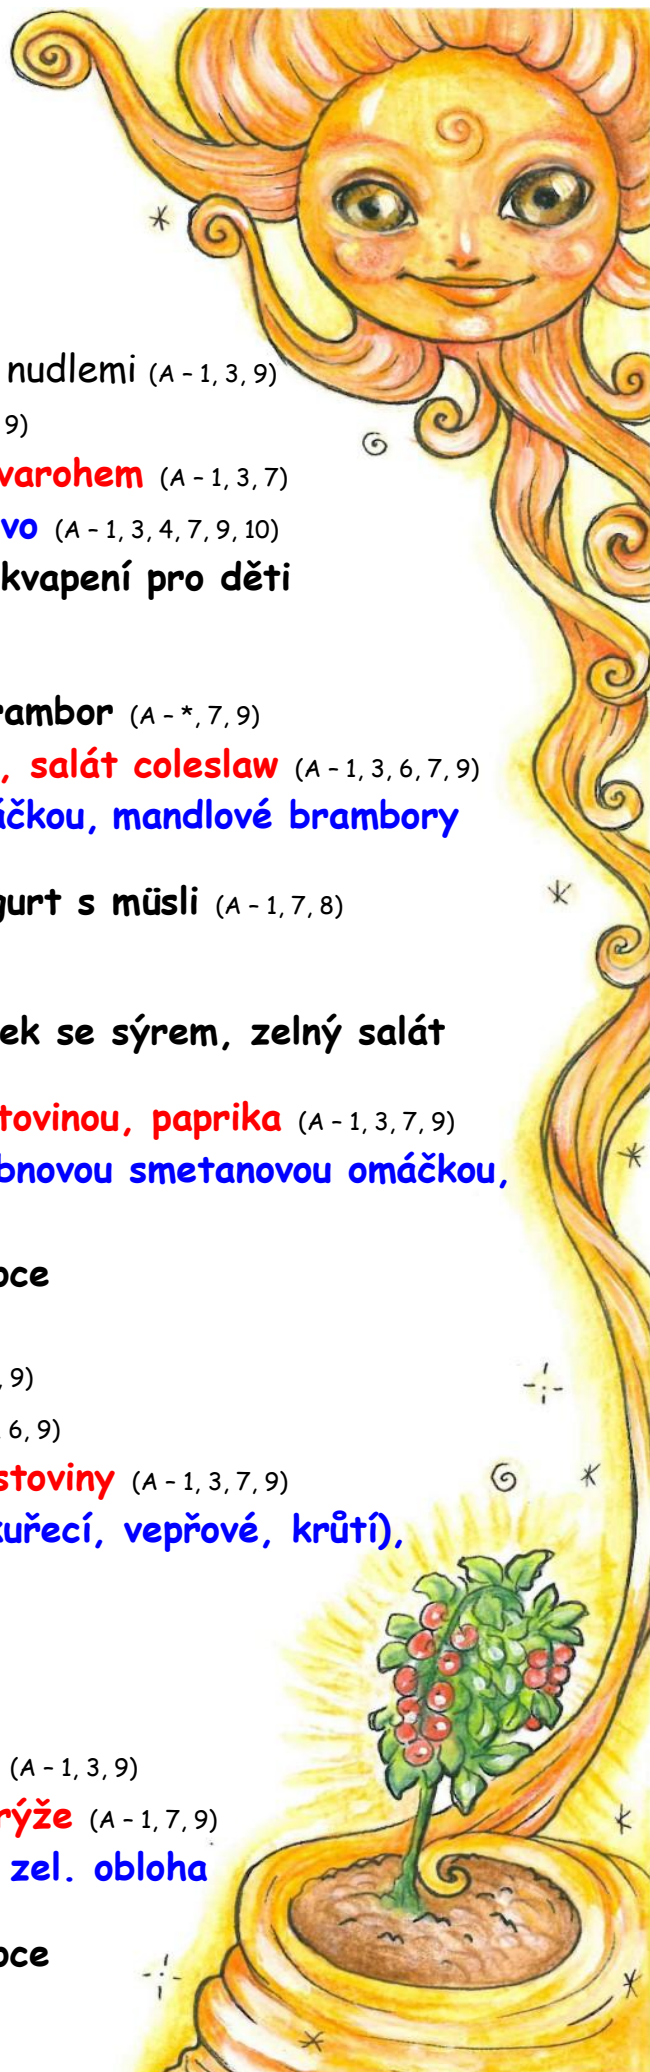 nudlemi (A – 1, 3, 9)
9)
varohem (A – 1, 3, 7)
vo (A – 1, 3, 4, 7, 9, 10)
kvapení pro děti
rambor (A – *, 7, 9)
, salát coleslaw (A – 1, 3, 6, 7, 9)
áčkou, mandlové brambory
gurt s müsli (A – 1, 7, 8)
ek se sýrem, zelný salát
tovinou, paprika (A – 1, 3, 7, 9)
bnovou smetanovou omáčkou,
oce
, 9)
6, 9)
stoviny (A – 1, 3, 7, 9)
kuřecí, vepřové, krůtí),
(A – 1, 3, 9)
rýže (A – 1, 7, 9)
zel. obloha
oce